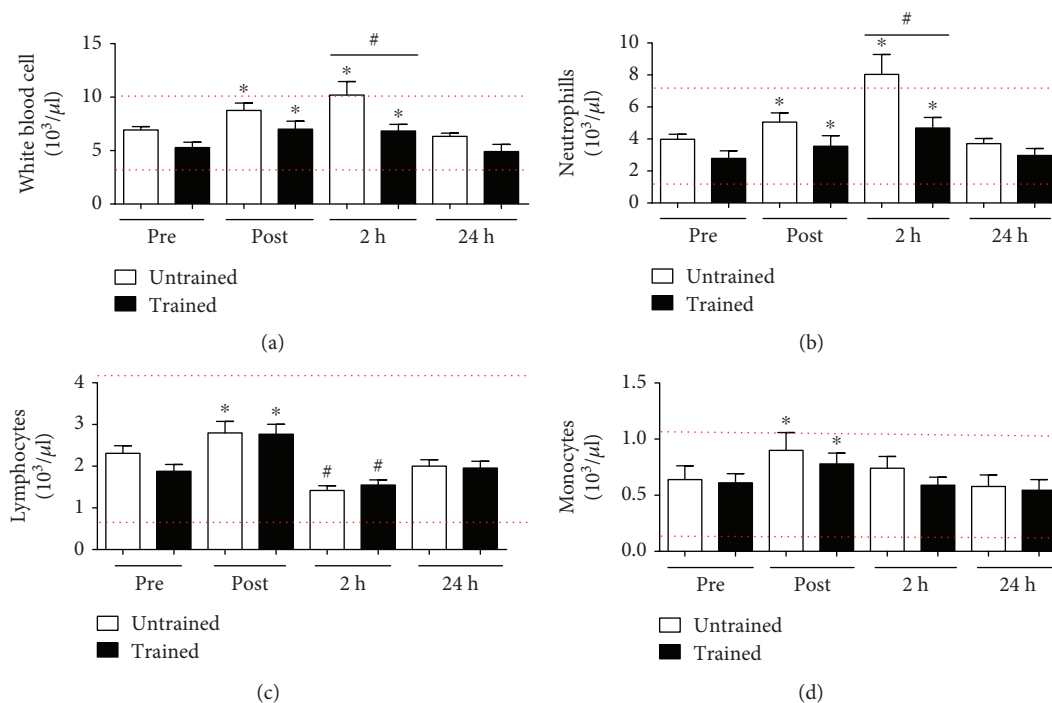 White blood cell
(10³/µl)
15
10
5
0
#
*
*
*
*
Pre
Post
2 h
24 h
Untrained
Trained
(a)
Neutrophills
(10³/µl)
10
8
6
4
2
0
#
*
*
*
*
Pre
Post
2 h
24 h
Untrained
Trained
(b)
Lymphocytes
(10³/µl)
4
3
2
1
0
*
*
#
#
Pre
Post
2 h
24 h
Untrained
Trained
(c)
Monocytes
(10³/µl)
1.5
1.0
0.5
0.0
*
*
Pre
Post
2 h
24 h
Untrained
Trained
(d)